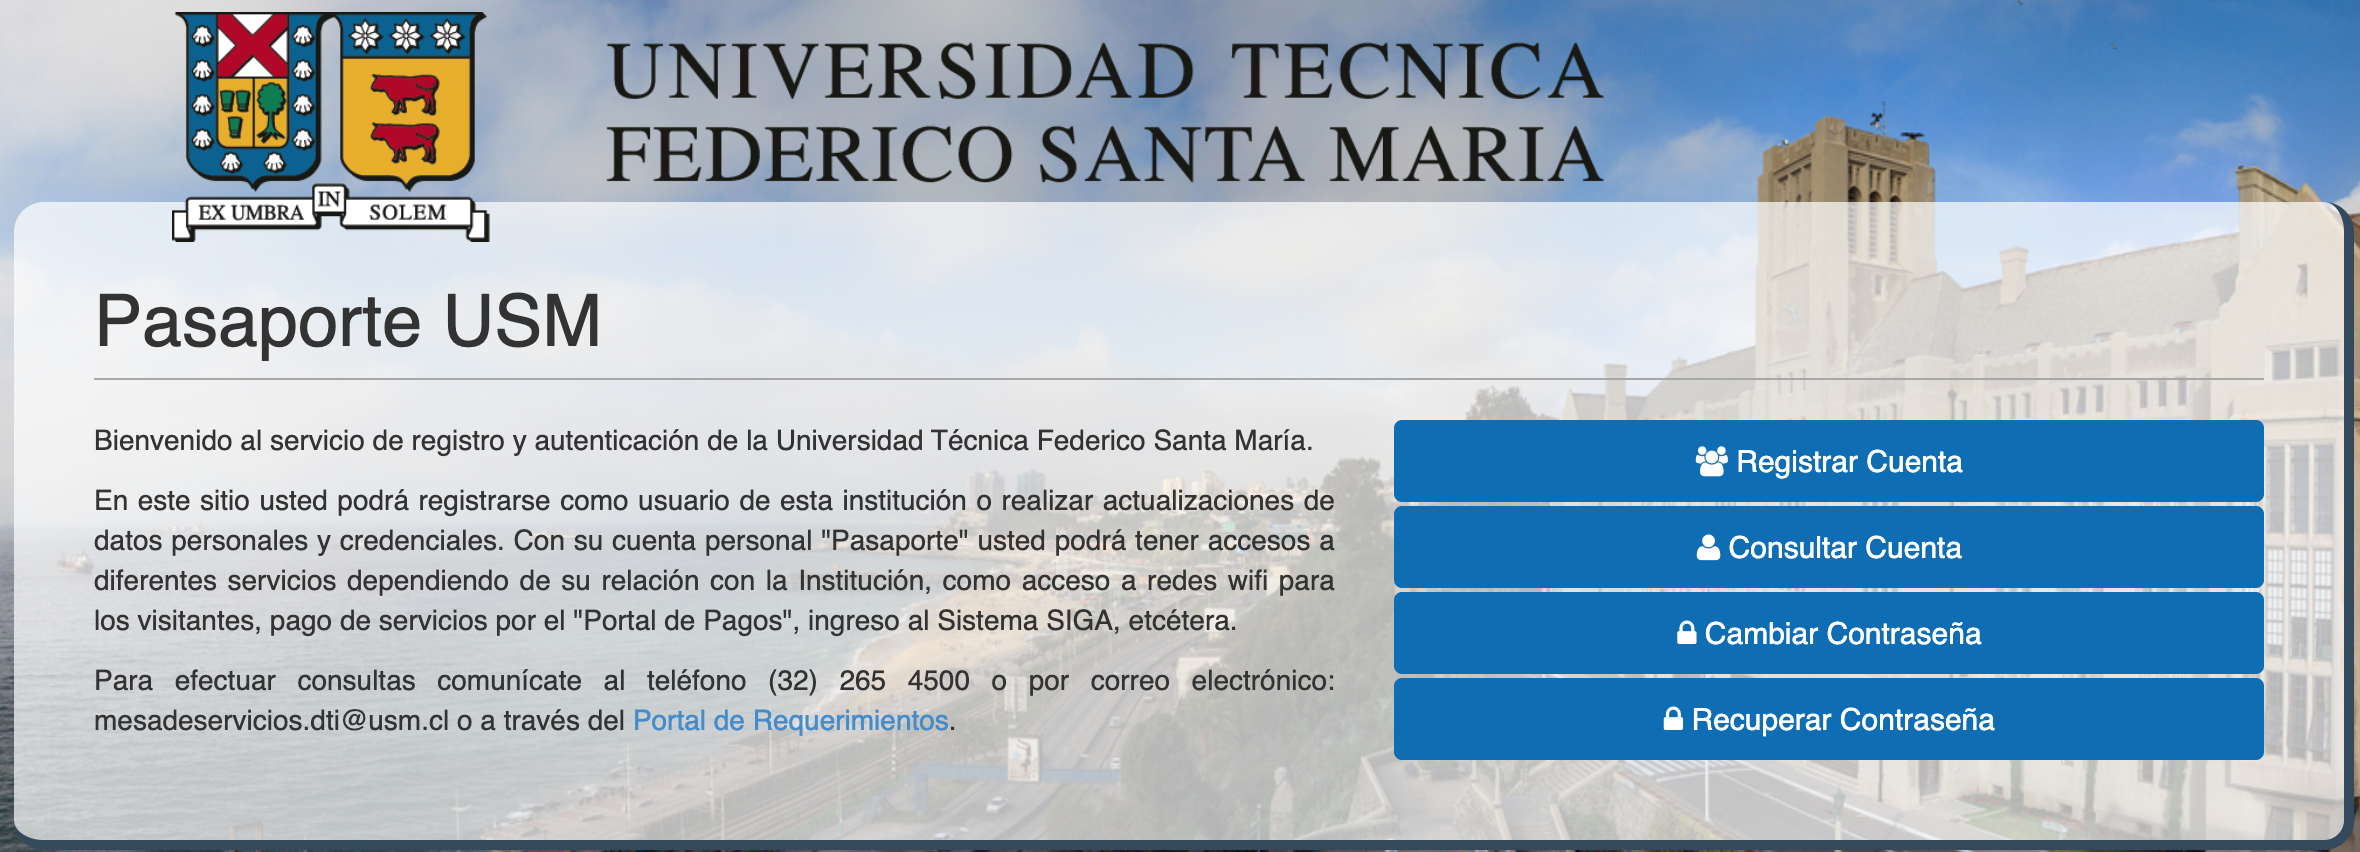 UNIVERSIDAD TECNICA
FEDERICO SANTA MARIA
EX UMBRA IN SOLEM
Pasaporte USM
Bienvenido al servicio de registro y autenticación de la Universidad Técnica Federico Santa María.
En este sitio usted podrá registrarse como usuario de esta institución o realizar actualizaciones de
datos personales y credenciales. Con su cuenta personal "Pasaporte" usted podrá tener accesos a
diferentes servicios dependiendo de su relación con la Institución, como acceso a redes wifi para
los visitantes, pago de servicios por el "Portal de Pagos", ingreso al Sistema SIGA, etcétera.
Para efectuar consultas comunícate al teléfono (32) 265 4500 o por correo electrónico:
mesadeservicios.dti@usm.cl o a través del Portal de Requerimientos.
Registrar Cuenta
Consultar Cuenta
Cambiar Contraseña
Recuperar Contraseña